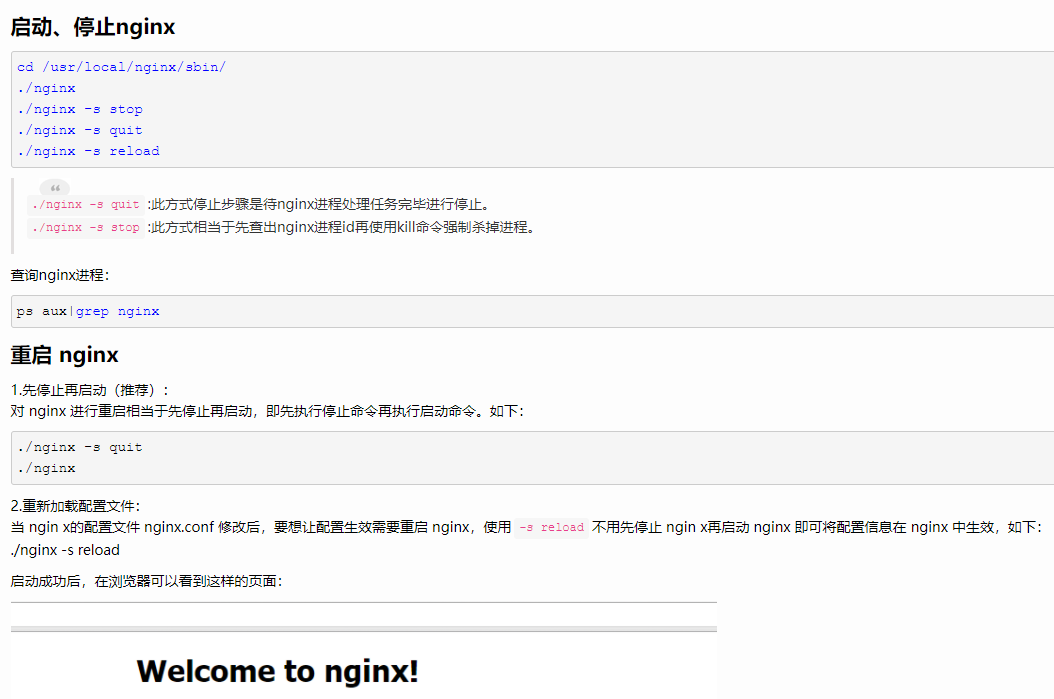 启动、停止nginx
cd /usr/local/nginx/sbin/
./nginx
./nginx -s stop
./nginx -s quit
./nginx -s reload
./nginx -s quit :此方式停止步骤是待nginx进程处理任务完毕进行停止。
./nginx -s stop :此方式相当于先查出nginx进程id再使用kill命令强制杀掉进程。
查询nginx进程：
ps aux|grep nginx
重启 nginx
1.先停止再启动（推荐）：
对 nginx 进行重启相当于先停止再启动，即先执行停止命令再执行启动命令。如下：
./nginx -s quit
./nginx
2.重新加载配置文件：
当 ngin x的配置文件 nginx.conf 修改后，要想让配置生效需要重启 nginx，使用 -s reload 不用先停止 ngin x再启动 nginx 即可将配置信息在 nginx 中生效，如下：
./nginx -s reload
启动成功后，在浏览器可以看到这样的页面：
Welcome to nginx!